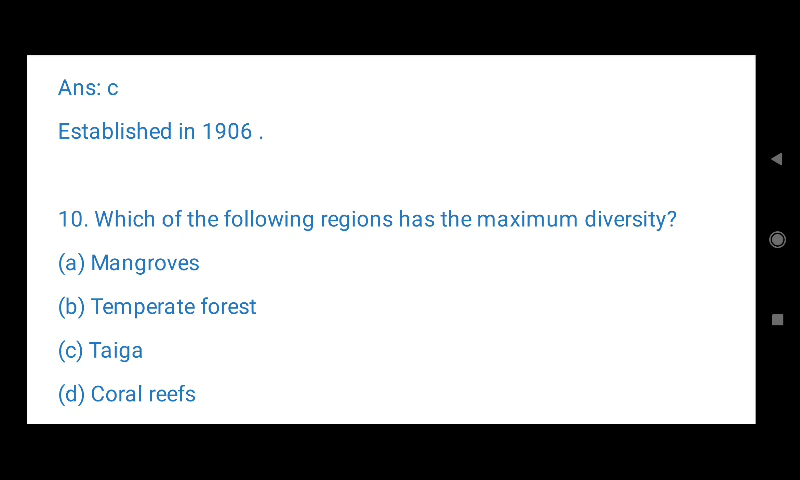 Ans: c
Established in 1906 .
10. Which of the following regions has the maximum diversity?
(a) Mangroves
(b) Temperate forest
(c) Taiga
(d) Coral reefs